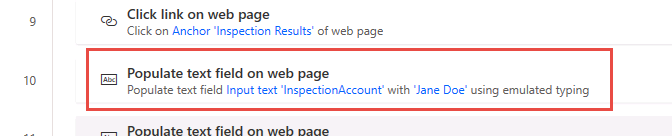 9
Click link on web page
Click on Anchor 'Inspection Results' of web page
10
Abc
Populate text field on web page
Populate text field Input text 'InspectionAccount' with 'Jane Doe' using emulated typing
Populate text field on web page